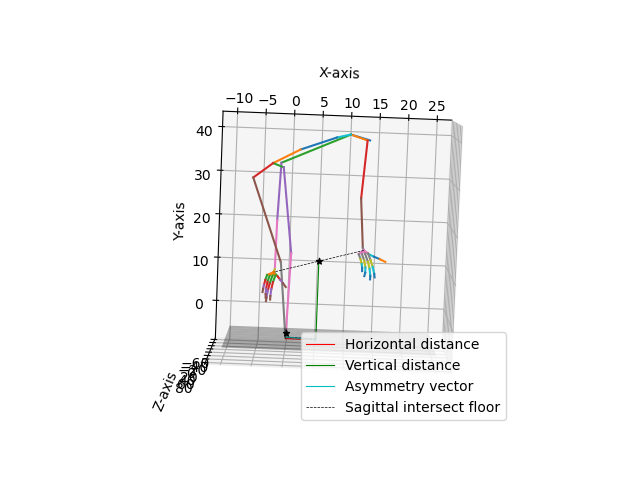 X-axis
−10 −5 0 5 10 15 20 25
40
30
Y-axis
20
10
0
Z-axis
Horizontal distance
Vertical distance
Asymmetry vector
Sagittal intersect floor